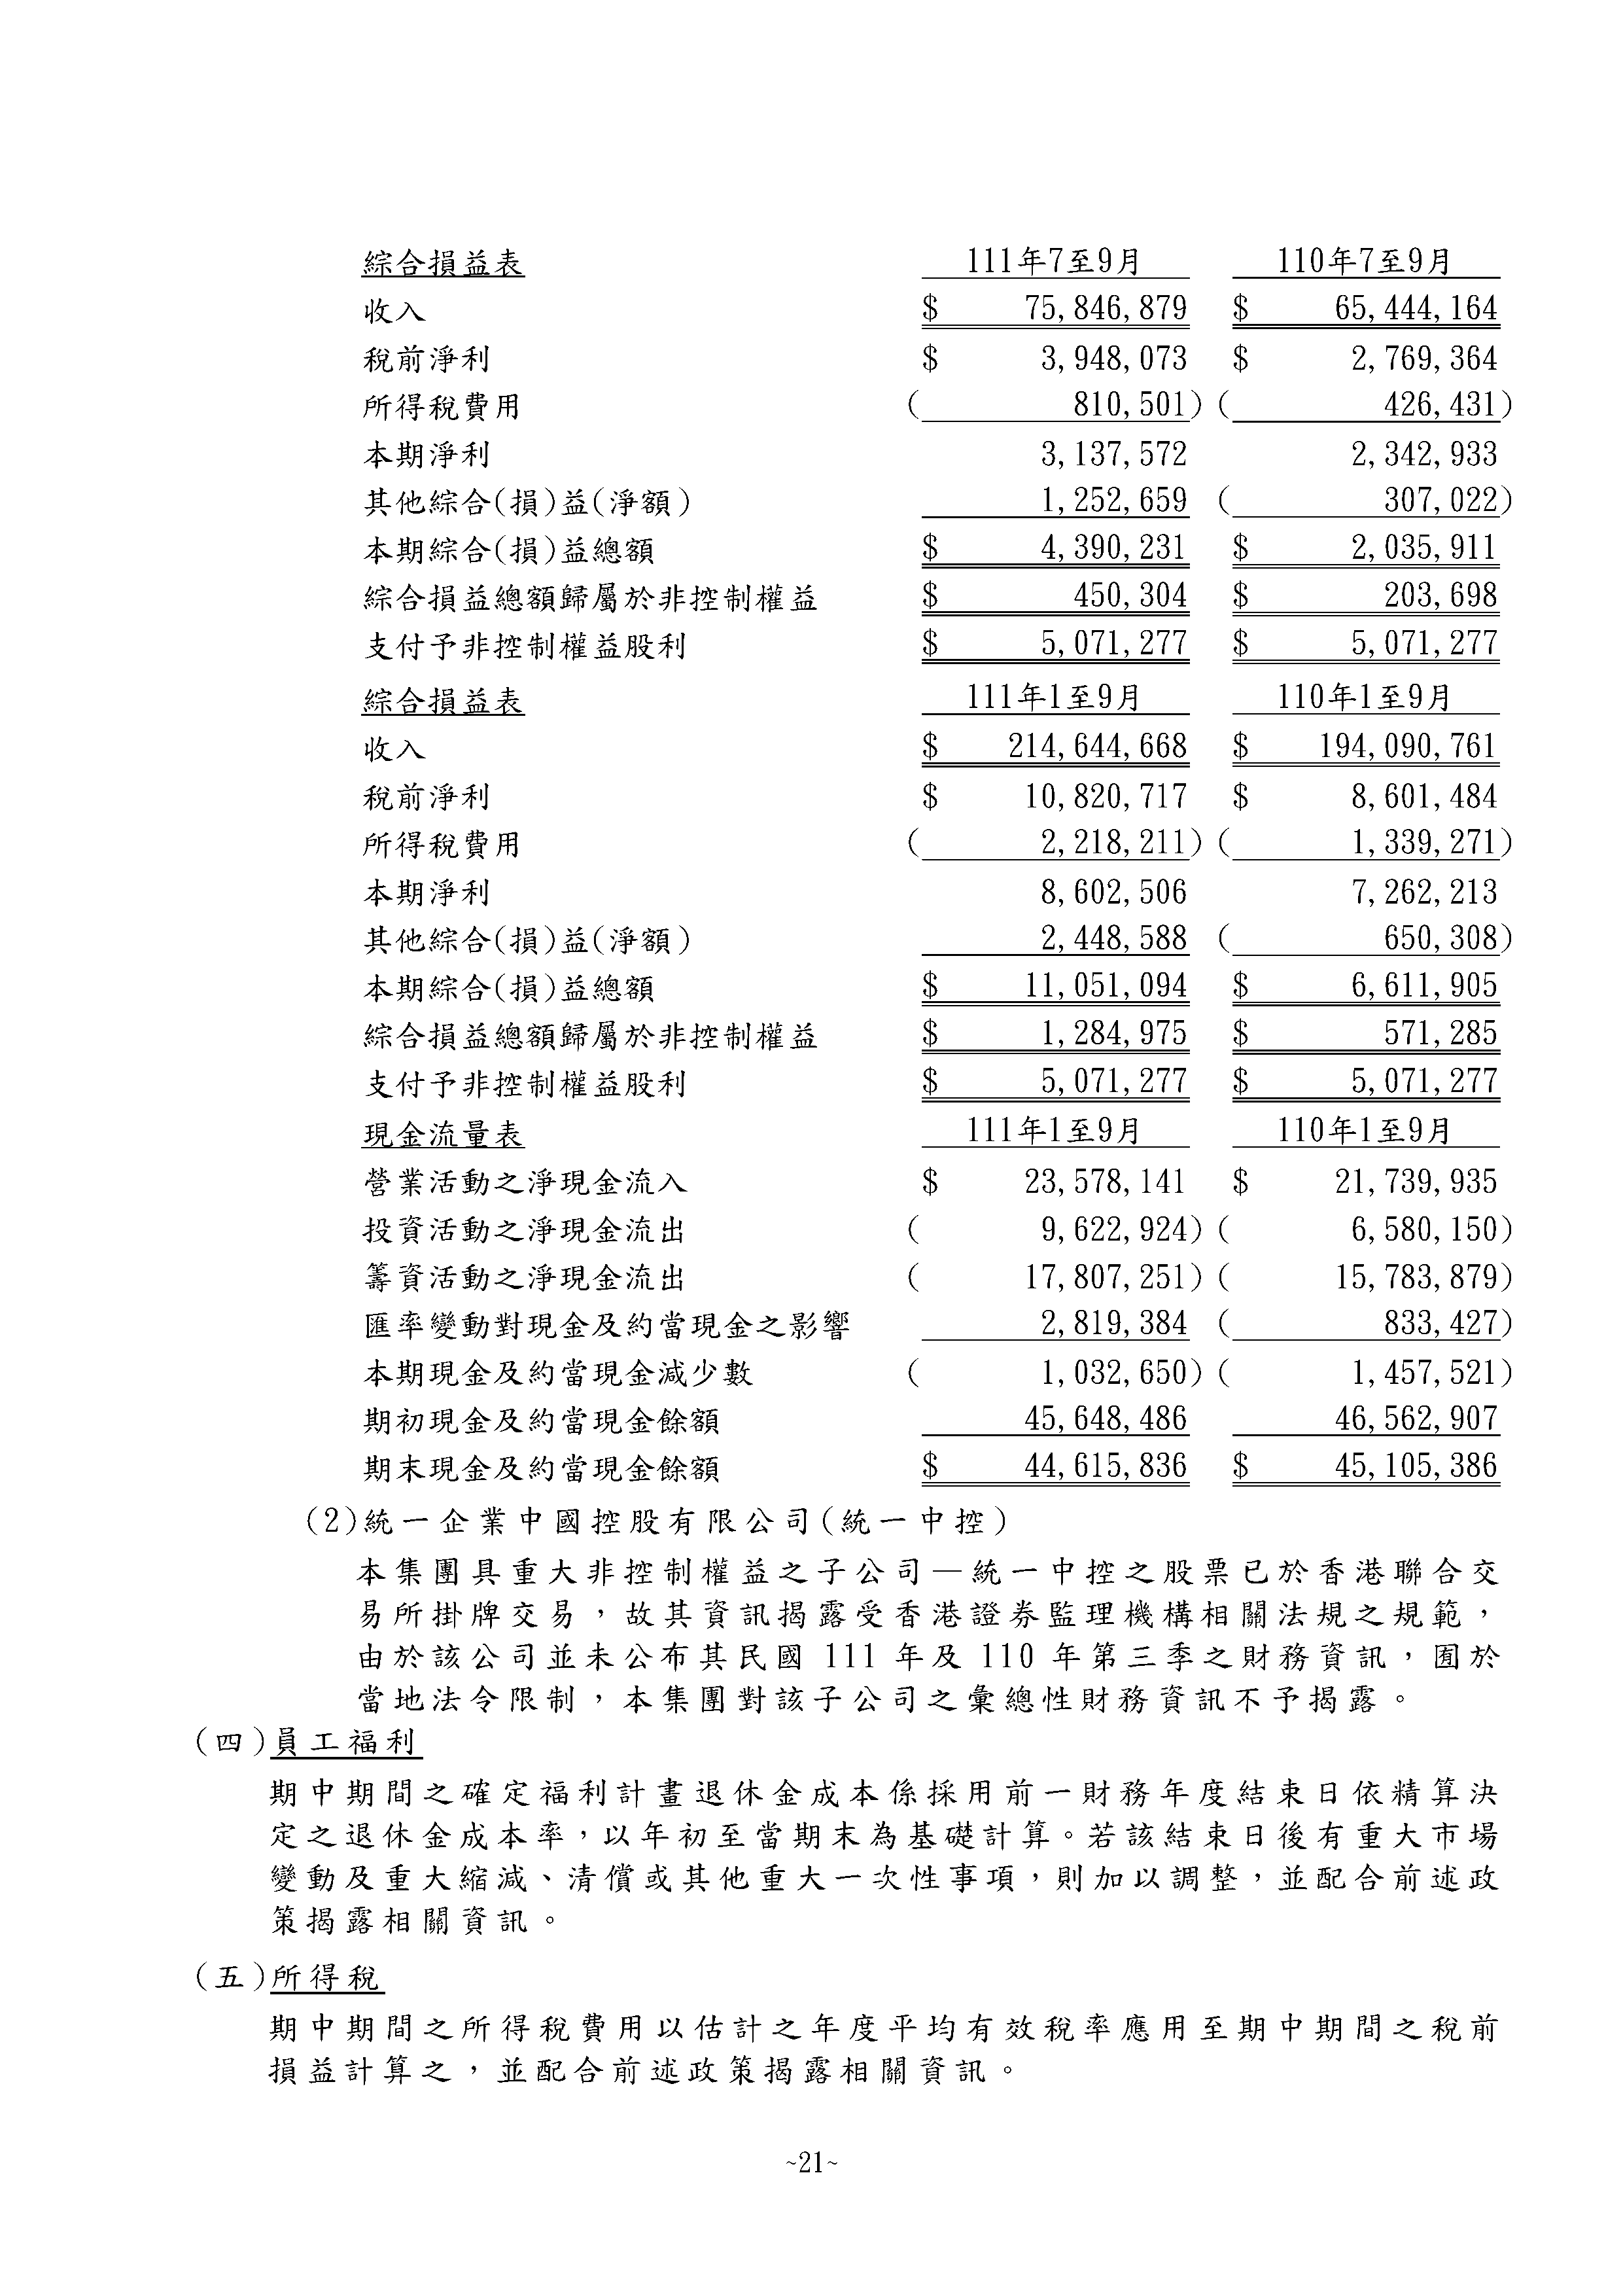 綜合損益表 111年7至9月 110年7至9月
收入 $ 75,846,879 $ 65,444,164
稅前淨利 $ 3,948,073 $ 2,769,364
所得稅費用 ( 810,501) ( 426,431)
本期淨利 3,137,572 2,342,933
其他綜合(損)益(淨額) 1,252,659 ( 307,022)
本期綜合(損)益總額 $ 4,390,231 $ 2,035,911
綜合損益總額歸屬於非控制權益 $ 450,304 $ 203,698
支付予非控制權益股利 $ 5,071,277 $ 5,071,277
綜合損益表 111年1至9月 110年1至9月
收入 $ 214,644,668 $ 194,090,761
稅前淨利 $ 10,820,717 $ 8,601,484
所得稅費用 ( 2,218,211) ( 1,339,271)
本期淨利 8,602,506 7,262,213
其他綜合(損)益(淨額) 2,448,588 ( 650,308)
本期綜合(損)益總額 $ 11,051,094 $ 6,611,905
綜合損益總額歸屬於非控制權益 $ 1,284,975 $ 571,285
支付予非控制權益股利 $ 5,071,277 $ 5,071,277
現金流量表 111年1至9月 110年1至9月
營業活動之淨現金流入 $ 23,578,141 $ 21,739,935
投資活動之淨現金流出 ( 9,622,924) ( 6,580,150)
籌資活動之淨現金流出 ( 17,807,251) ( 15,783,879)
匯率變動對現金及約當現金之影響 2,819,384 ( 833,427)
本期現金及約當現金減少數 ( 1,032,650) ( 1,457,521)
期初現金及約當現金餘額 45,648,486 46,562,907
期末現金及約當現金餘額 $ 44,615,836 $ 45,105,386
(2)統一企業中國控股有限公司(統一中控)
本集團具重大非控制權益之子公司—統一中控之股票已於香港聯合交
易所掛牌交易，故其資訊揭露受香港證券監理機構相關法規之規範，
由於該公司並未公布其民國 111 年及 110 年第三季之財務資訊，囿於
當地法令限制，本集團對該子公司之彙總性財務資訊不予揭露。
(四)員工福利
期中期間之確定福利計畫退休金成本係採用前一財務年度結束日依精算決
定之退休金成本率，以年初至當期末為基礎計算。若該結束日後有重大市場
變動及重大縮減、清償或其他重大一次性事項，則加以調整，並配合前述政
策揭露相關資訊。
(五)所得稅
期中期間之所得稅費用以估計之年度平均有效稅率應用至期中期間之稅前
損益計算之，並配合前述政策揭露相關資訊。
~21~